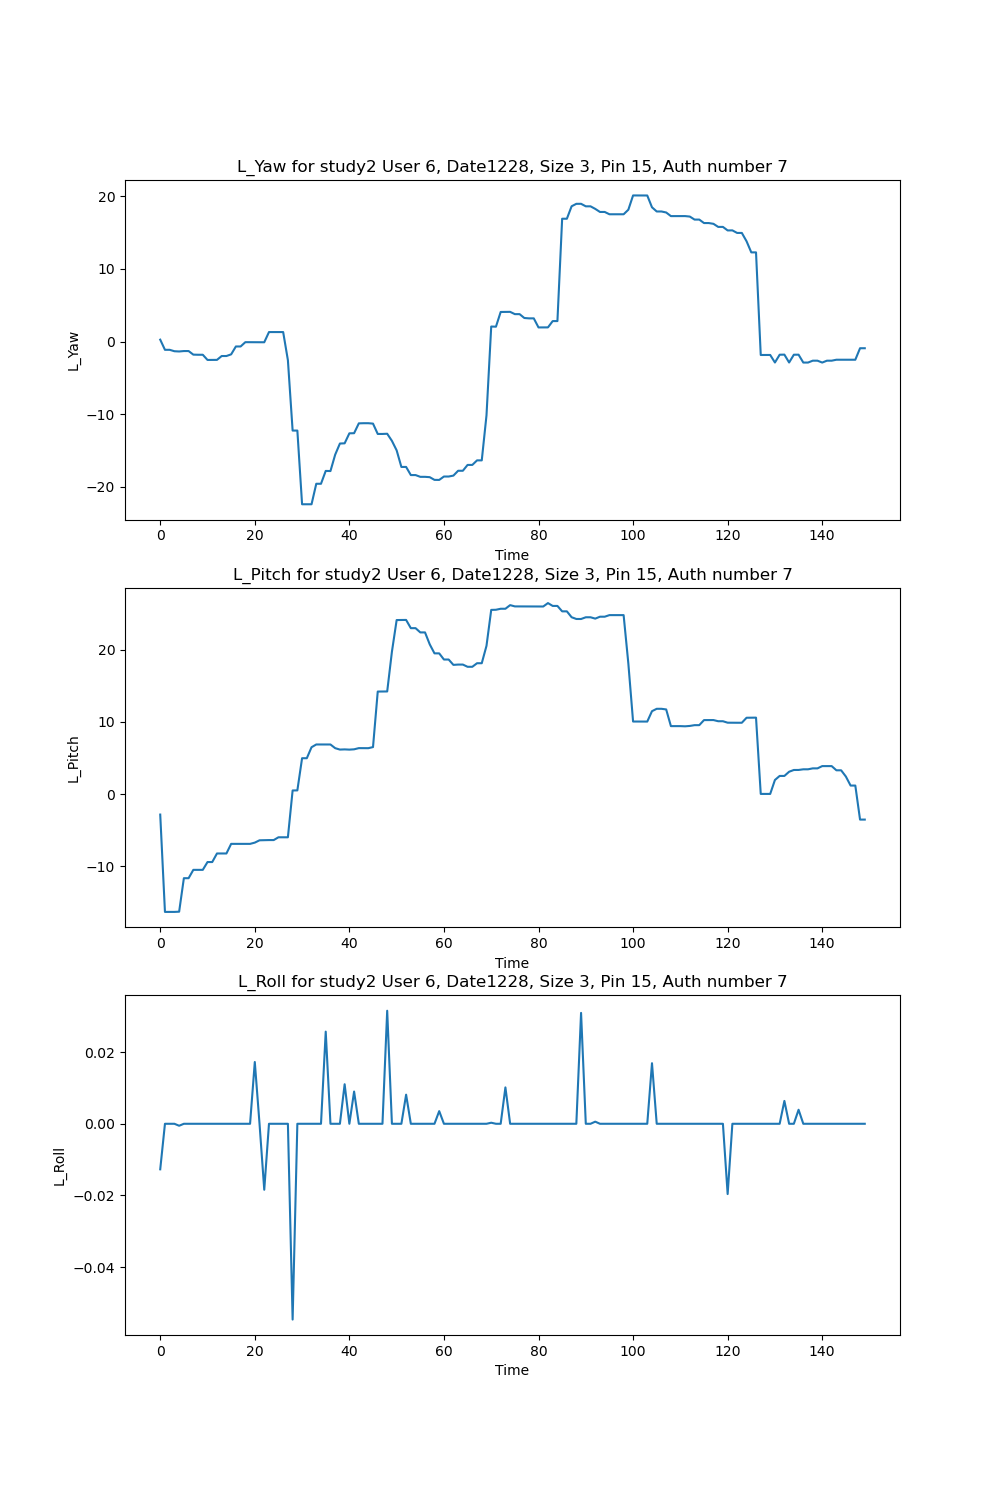 L_Yaw for study2 User 6, Date1228, Size 3, Pin 15, Auth number 7
20
10
0
−10
−20
L_Yaw
0 20 40 60 80 100 120 140
Time
L_Pitch for study2 User 6, Date1228, Size 3, Pin 15, Auth number 7
20
10
0
−10
L_Pitch
0 20 40 60 80 100 120 140
Time
L_Roll for study2 User 6, Date1228, Size 3, Pin 15, Auth number 7
0.02
0.00
−0.02
−0.04
L_Roll
0 20 40 60 80 100 120 140
Time